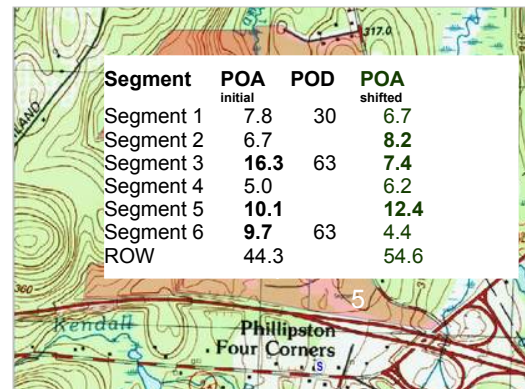 317.0
Segment POA POD POA
initial shifted
Segment 1 7.8 30 6.7
Segment 2 6.7 8.2
Segment 3 16.3 63 7.4
Segment 4 5.0 6.2
Segment 5 10.1 12.4
Segment 6 9.7 63 4.4
ROW 44.3 54.6
360
5
Kendall
Phillipston
Four Corners
S